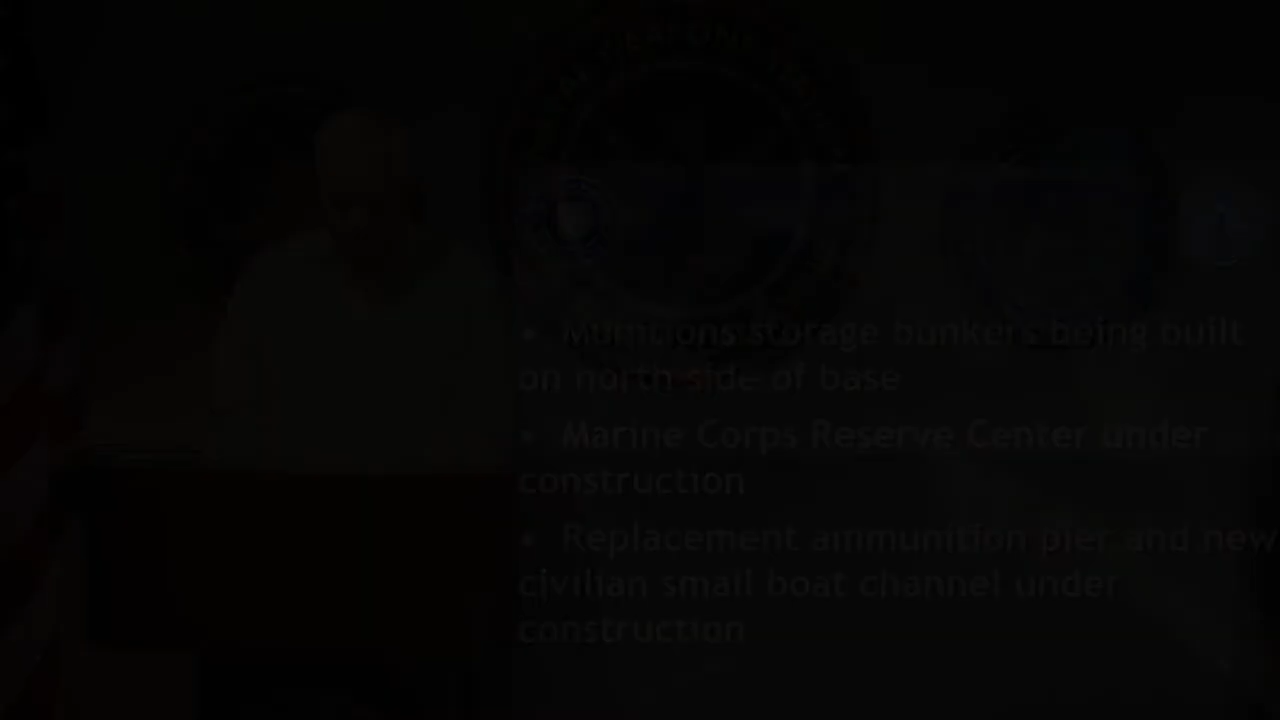 • Munitions storage bunkers being built
on north side of base
• Marine Corps Reserve Center under
construction
• Replacement ammunition pier and new
civilian small boat channel under
construction